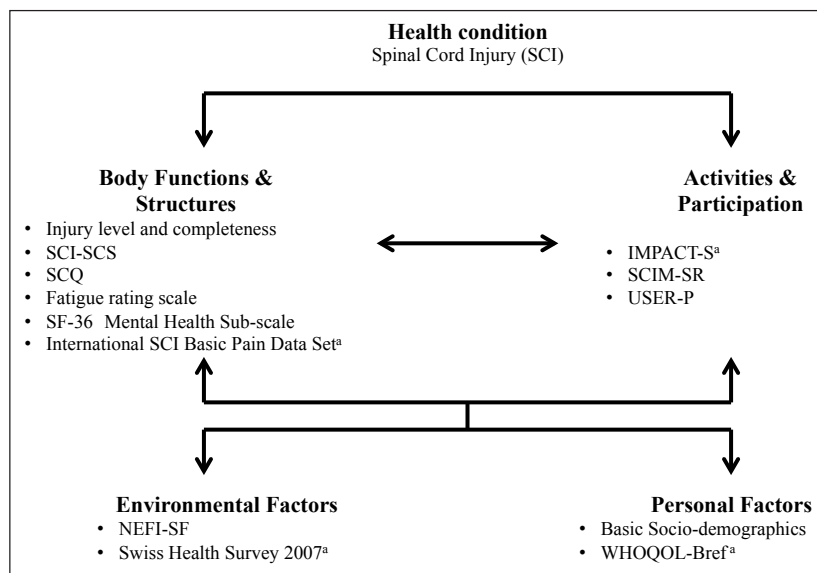 Health condition
Spinal Cord Injury (SCI)
Body Functions &
Structures
• Injury level and completeness
• SCI-SCS
• SCQ
• Fatigue rating scale
• SF-36 Mental Health Sub-scale
• International SCI Basic Pain Data Setᵃ
Activities &
Participation
• IMPACT-Sᵃ
• SCIM-SR
• USER-P
Environmental Factors
• NEFI-SF
• Swiss Health Survey 2007ᵃ
Personal Factors
• Basic Socio-demographics
• WHOQOL-Brefᵃ